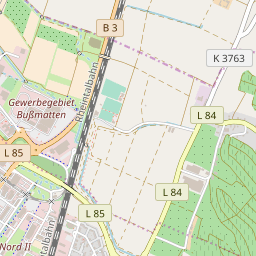 B 3
K 3763
Rheintalbahn
Gewerbegebiet
Bußmatten
L 84
L 85
L 84
L 85
Nord II